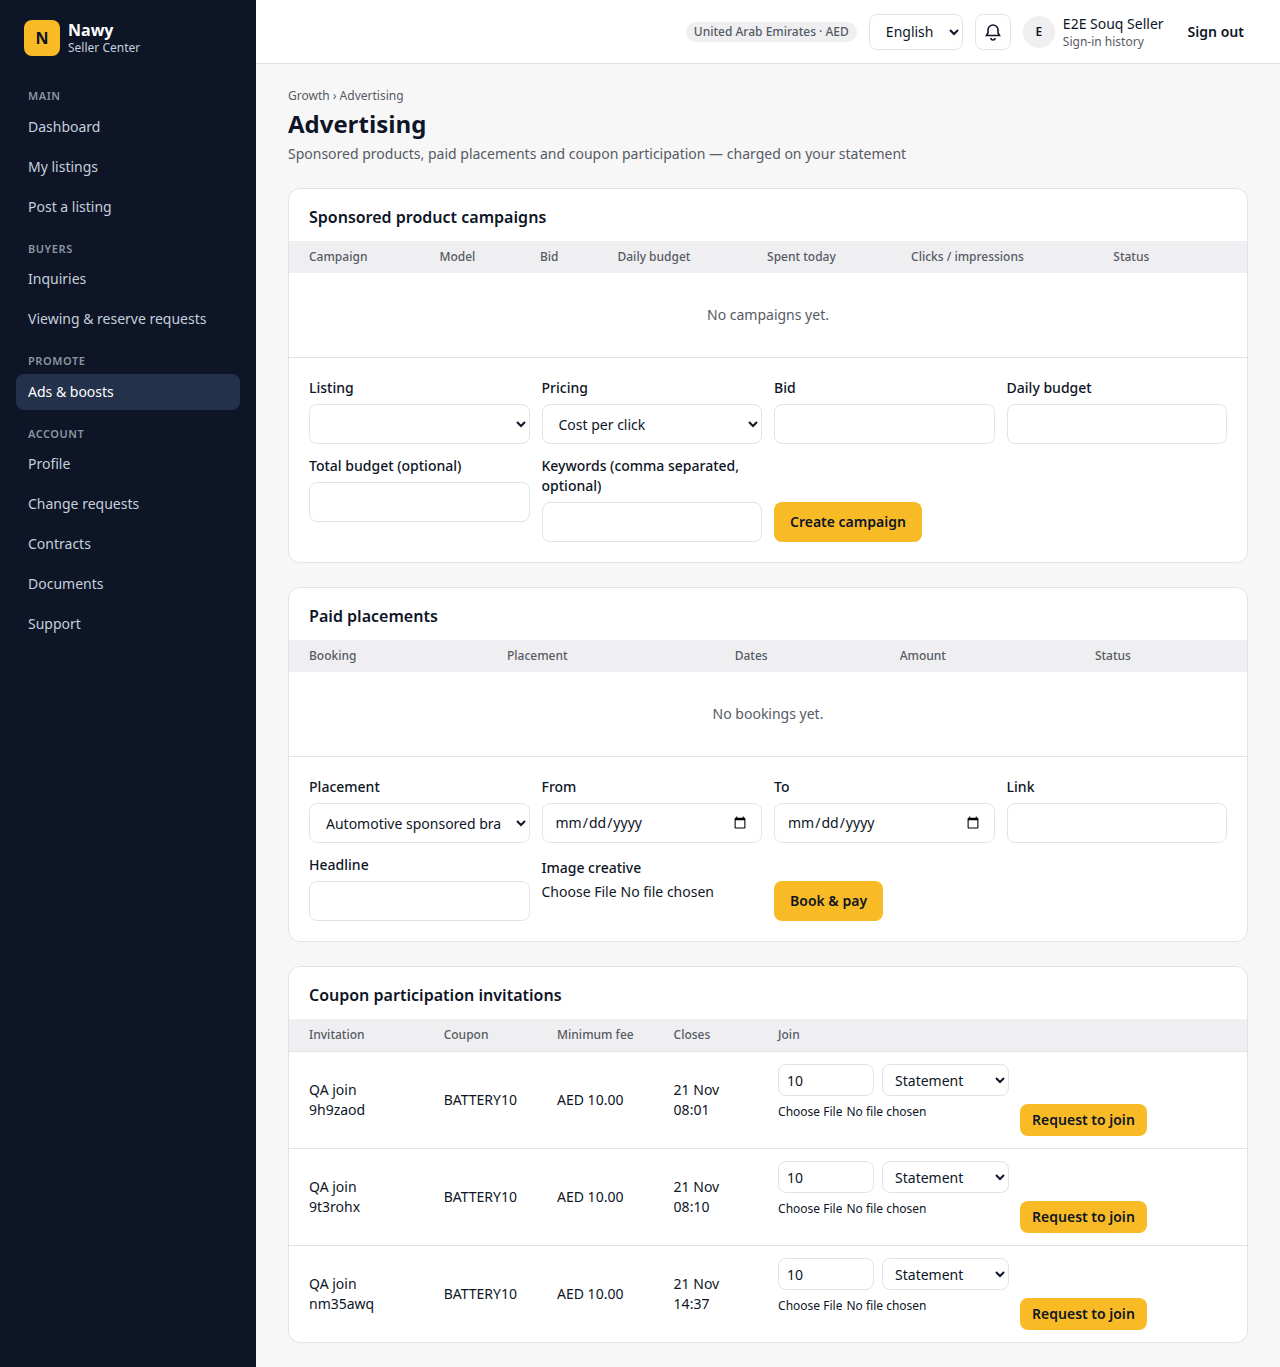 N
Nawy
Seller Center
MAIN
Dashboard
My listings
Post a listing
BUYERS
Inquiries
Viewing & reserve requests
PROMOTE
Ads & boosts
ACCOUNT
Profile
Change requests
Contracts
Documents
Support
United Arab Emirates · AED
English
E
E2E Souq Seller
Sign-in history
Sign out
Growth › Advertising
Advertising
Sponsored products, paid placements and coupon participation — charged on your statement
Sponsored product campaigns
Campaign Model Bid Daily budget Spent today Clicks / impressions Status
No campaigns yet.
Listing Pricing Bid Daily budget
Cost per click
Total budget (optional) Keywords (comma separated,
optional)
Create campaign
Paid placements
Booking Placement Dates Amount Status
No bookings yet.
Placement From To Link
Automotive sponsored bra mm/dd/yyyy mm/dd/yyyy
Headline Image creative
Choose File No file chosen
Book & pay
Coupon participation invitations
Invitation Coupon Minimum fee Closes Join
QA join
9h9zaod
BATTERY10
AED 10.00
21 Nov
08:01
10
Statement
Choose File No file chosen
Request to join
QA join
9t3rohx
BATTERY10
AED 10.00
21 Nov
08:10
10
Statement
Choose File No file chosen
Request to join
QA join
nm35awq
BATTERY10
AED 10.00
21 Nov
14:37
10
Statement
Choose File No file chosen
Request to join